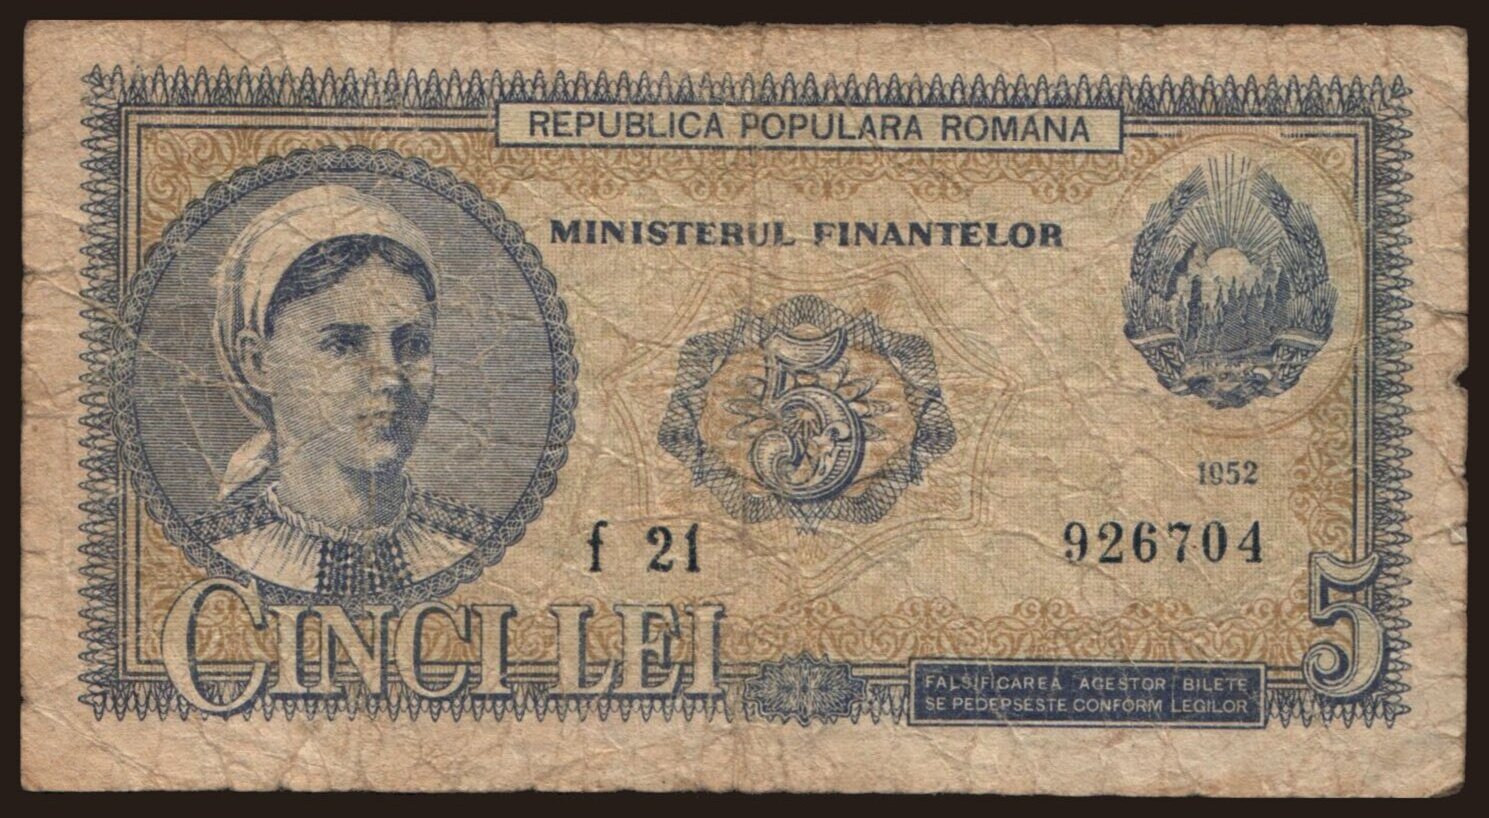 REPUBLICA POPULARA ROMANA
MINISTERUL FINANTELOR
5
1952
f 21 926704
CINCI LEI
5
FALSIFICAREA ACESTOR BILETE
SE PEDEPSESTE CONFORM LEGILOR